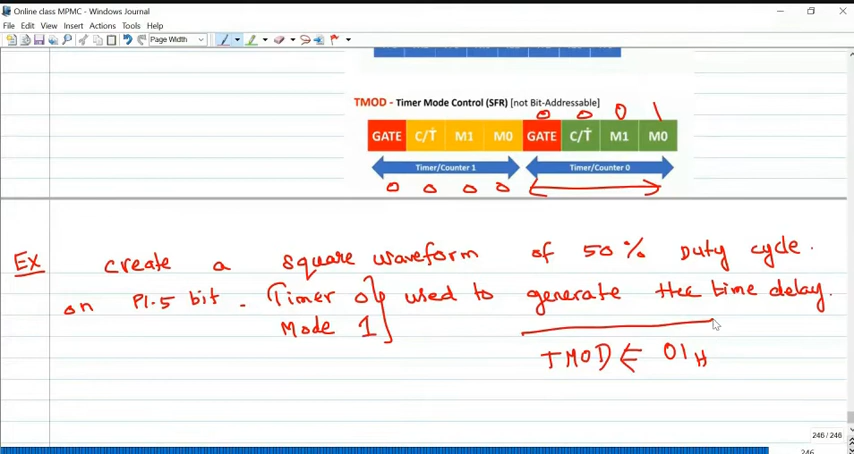 Online class MPMC - Windows Journal
File Edit View Insert Actions Tools Help
Page Width
TMOD - Timer Mode Control (SFR) [not Bit-Addressable]
0 0 0 1
GATE C/T̅ M1 M0 GATE C/T̅ M1 M0
Timer/Counter 1 Timer/Counter 0
0 0 0 0
Ex create a square waveform of 50% Duty cycle.
on P1.5 bit. (Timer 0 used to generate the time delay.
Mode 1)
TMOD ⇐ 01H
246 / 246
246